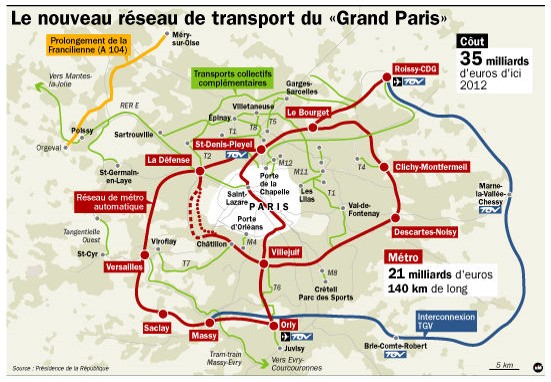 Le nouveau réseau de transport du «Grand Paris»
Prolongement de la
Francilienne (A 104)
Méry-
sur-Oise
Coût
35 milliards
d'euros d'ici
2012
Roissy-CDG
TGV
Vers Mantes-
la-Jolie
Transports collectifs
complémentaires
Garges-
Sarcelles
RER E
Villetaneuse
Le Bourget
Épinay
Poissy
Sartrouville
T1
T8
T5
Orgeval
St-Denis-Pleyel
TGV
La Défense
T2
M12
T4
Clichy-Montfermeil
St-Germain-
en-Laye
Porte
de la
Chapelle
M11
Marne-
la-Vallée-
Chessy
TGV
Réseau de métro
automatique
Saint-
Lazare
PARIS
Les
Lilas
T1
Val-de-
Fontenay
Porte
d'Orléans
Descartes-Noisy
Tangentielle
Ouest
Viroflay
Châtillon
M4
St-Cyr
Villejuif
Métro
21 milliards d'euros
140 km de long
Versailles
T7
M8
Créteil
Parc des Sports
T6
Interconnexion
TGV
Saclay
Massy
Orly
TGV
Brie-Comte-Robert
TGV
Juvisy
Tram-train
Massy-Évry
Vers Evry-
Courcouronnes
5 km
Source : Présidence de la République